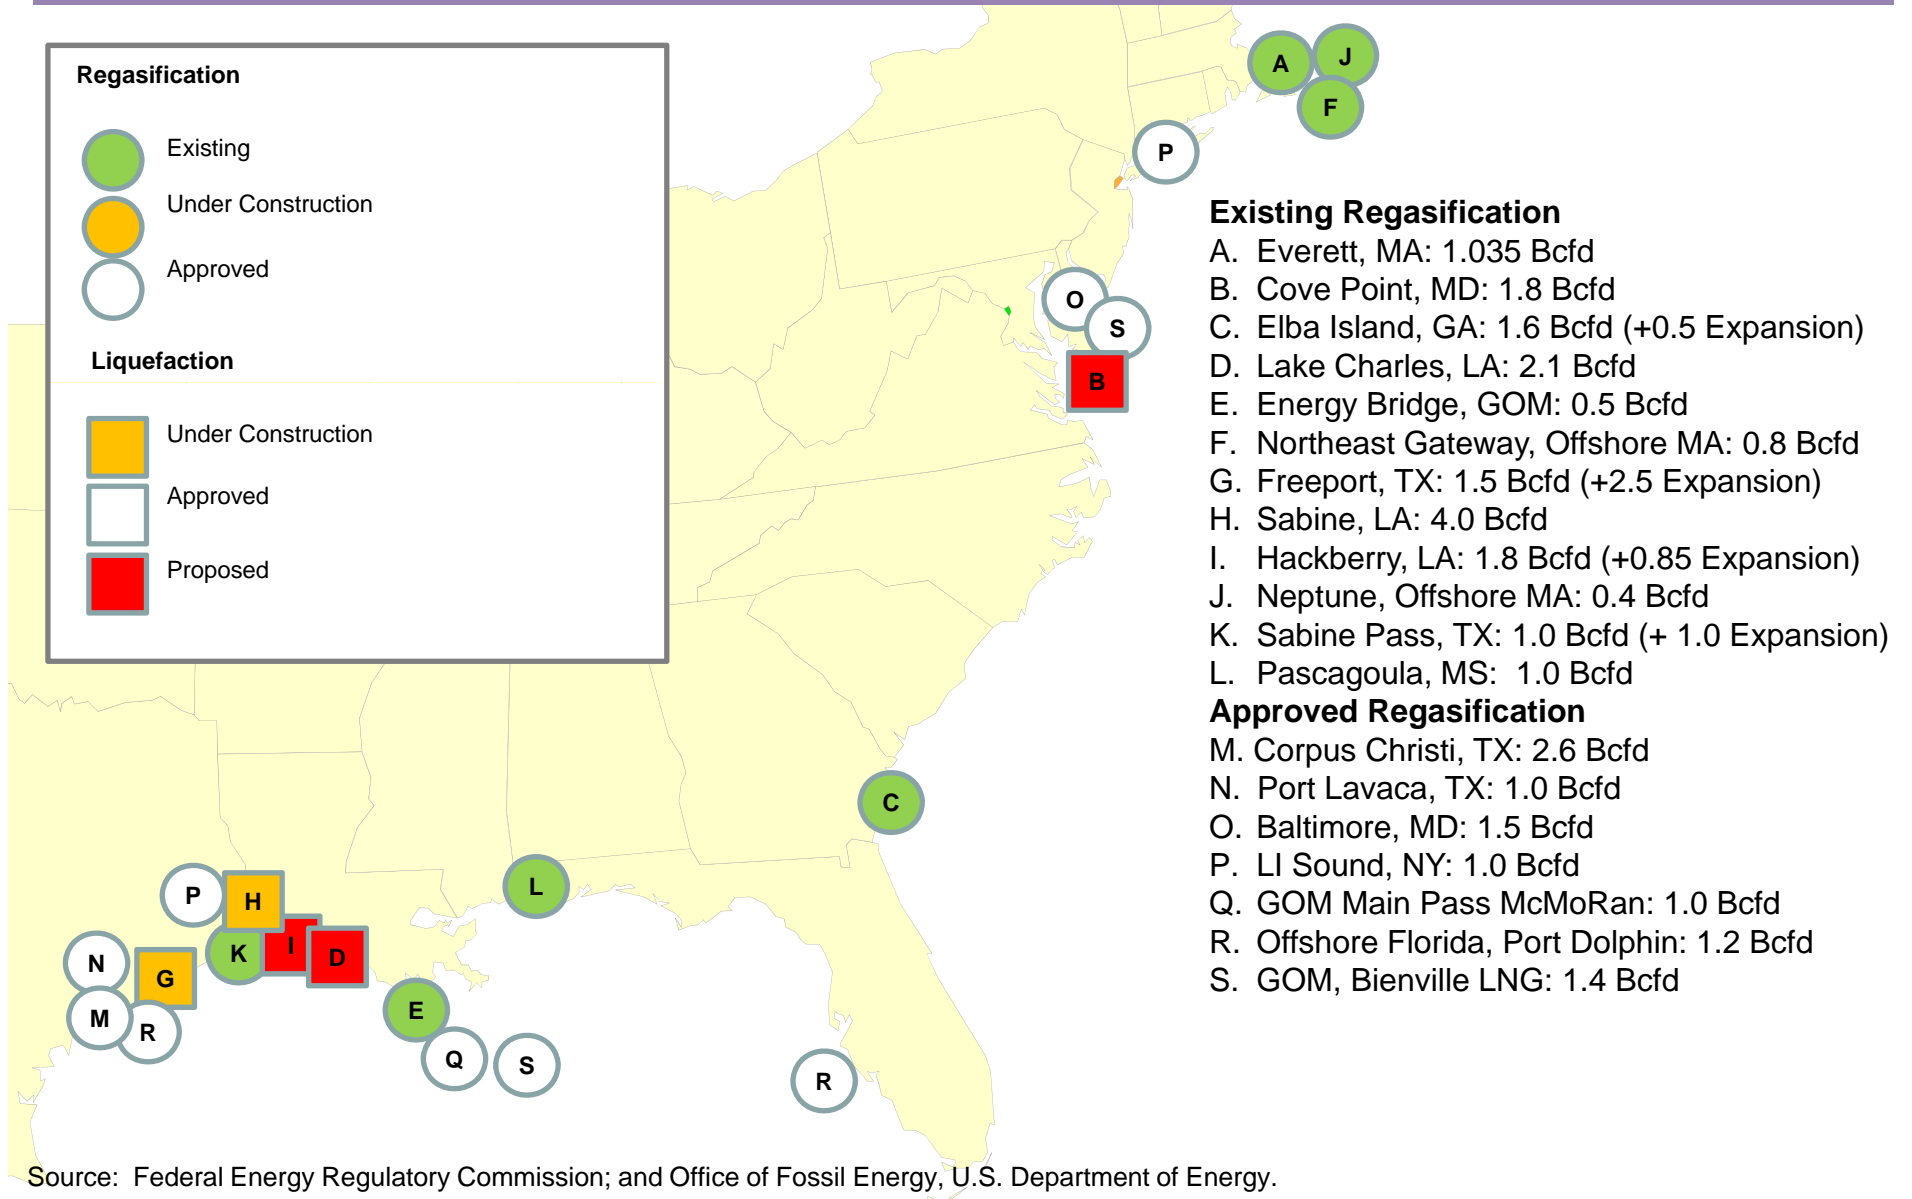 Regasification
Existing
Under Construction
Approved
Liquefaction
Under Construction
Approved
Proposed
A
J
F
P
O
S
B
C
L
P
H
K
I
D
N
G
M
R
E
Q
S
R
Existing Regasification
A. Everett, MA: 1.035 Bcfd
B. Cove Point, MD: 1.8 Bcfd
C. Elba Island, GA: 1.6 Bcfd (+0.5 Expansion)
D. Lake Charles, LA: 2.1 Bcfd
E. Energy Bridge, GOM: 0.5 Bcfd
F. Northeast Gateway, Offshore MA: 0.8 Bcfd
G. Freeport, TX: 1.5 Bcfd (+2.5 Expansion)
H. Sabine, LA: 4.0 Bcfd
I. Hackberry, LA: 1.8 Bcfd (+0.85 Expansion)
J. Neptune, Offshore MA: 0.4 Bcfd
K. Sabine Pass, TX: 1.0 Bcfd (+ 1.0 Expansion)
L. Pascagoula, MS: 1.0 Bcfd
Approved Regasification
M. Corpus Christi, TX: 2.6 Bcfd
N. Port Lavaca, TX: 1.0 Bcfd
O. Baltimore, MD: 1.5 Bcfd
P. LI Sound, NY: 1.0 Bcfd
Q. GOM Main Pass McMoRan: 1.0 Bcfd
R. Offshore Florida, Port Dolphin: 1.2 Bcfd
S. GOM, Bienville LNG: 1.4 Bcfd
Source: Federal Energy Regulatory Commission; and Office of Fossil Energy, U.S. Department of Energy.